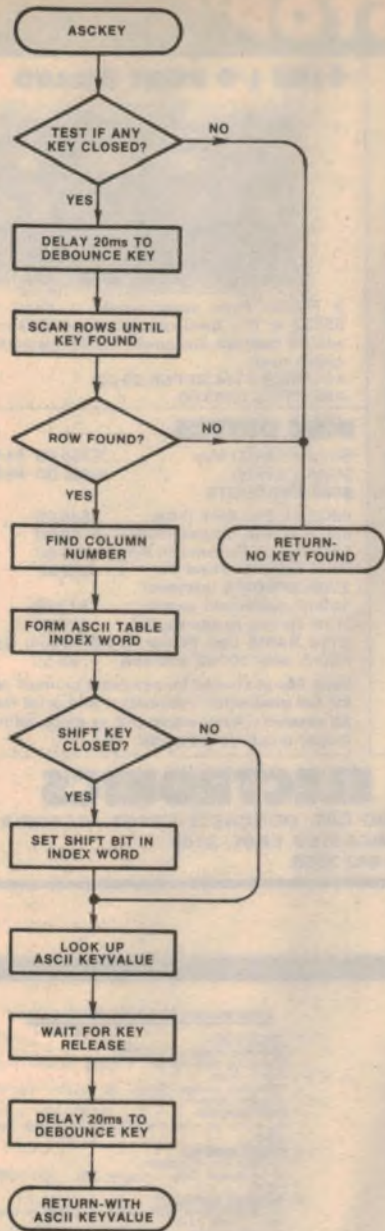 ASCKEY
TEST IF ANY
KEY CLOSED?
NO
YES
DELAY 20ms TO
DEBOUNCE KEY
SCAN ROWS UNTIL
KEY FOUND
ROW FOUND?
NO
YES
RETURN-
NO KEY FOUND
FIND COLUMN
NUMBER
FORM ASCII TABLE
INDEX WORD
SHIFT KEY
CLOSED?
NO
YES
SET SHIFT BIT IN
INDEX WORD
LOOK UP
ASCII KEYVALUE
WAIT FOR KEY
RELEASE
DELAY 20ms TO
DEBOUNCE KEY
RETURN-WITH
ASCII KEYVALUE